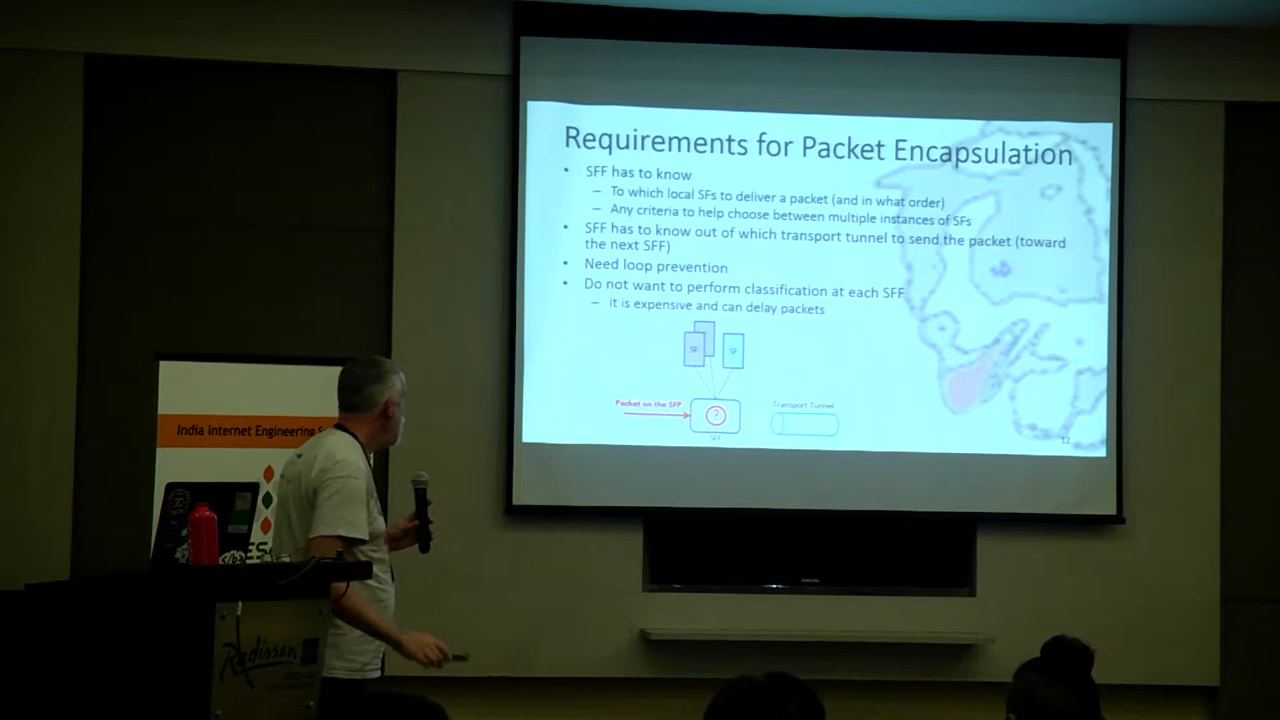 Requirements for Packet Encapsulation
• SFF has to know
– To which local SFs to deliver a packet (and in what order)
– Any criteria to help choose between multiple instances of SFs
• SFF has to know out of which transport tunnel to send the packet (toward
the next SFF)
• Need loop prevention
• Do not want to perform classification at each SFF
– It is expensive and can delay packets
SF
SF
Packet on the SFP
?
SFF
Transport Tunnel
12
India Internet Engineering
Radisson